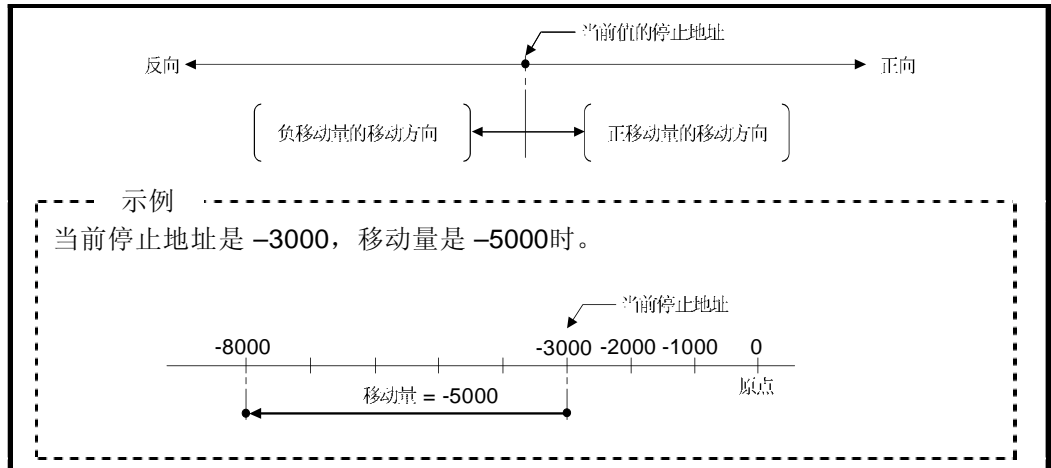 当前值的停止地址
反向 正向
负移动量的移动方向 正移动量的移动方向
示例
当前停止地址是 –3000，移动量是 –5000时。
当前停止地址
-8000 -3000 -2000 -1000 0
移动量 = -5000 原点